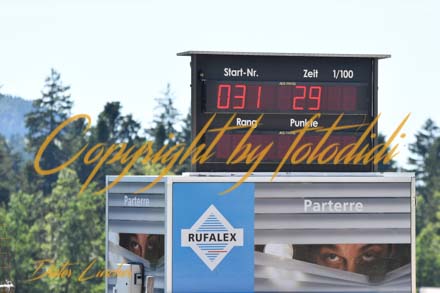 Start-Nr. Zeit 1/100
031 29
Rang Punkte
Copyright by fotodidi
Parterre Parterre
RUFALEX